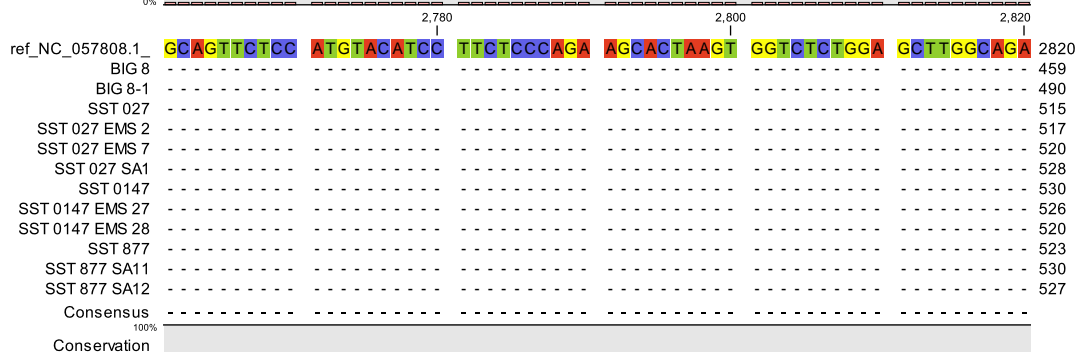 0%
2,780 2,800 2,820
ref_NC_057808.1_ GCAGTTCTCC ATGTACATCC TTCTCCCAGA AGCACTAAGT GGTCTCTGGA GCTTGGCAGA 2820
BIG 8 ---------- ---------- ---------- ---------- ---------- ---------- 459
BIG 8-1 ---------- ---------- ---------- ---------- ---------- ---------- 490
SST 027 ---------- ---------- ---------- ---------- ---------- ---------- 515
SST 027 EMS 2 ---------- ---------- ---------- ---------- ---------- ---------- 517
SST 027 EMS 7 ---------- ---------- ---------- ---------- ---------- ---------- 520
SST 027 SA1 ---------- ---------- ---------- ---------- ---------- ---------- 528
SST 0147 ---------- ---------- ---------- ---------- ---------- ---------- 530
SST 0147 EMS 27 ---------- ---------- ---------- ---------- ---------- ---------- 526
SST 0147 EMS 28 ---------- ---------- ---------- ---------- ---------- ---------- 520
SST 877 ---------- ---------- ---------- ---------- ---------- ---------- 523
SST 877 SA11 ---------- ---------- ---------- ---------- ---------- ---------- 530
SST 877 SA12 ---------- ---------- ---------- ---------- ---------- ---------- 527
Consensus ---------- ---------- ---------- ---------- ---------- ----------
100%
Conservation